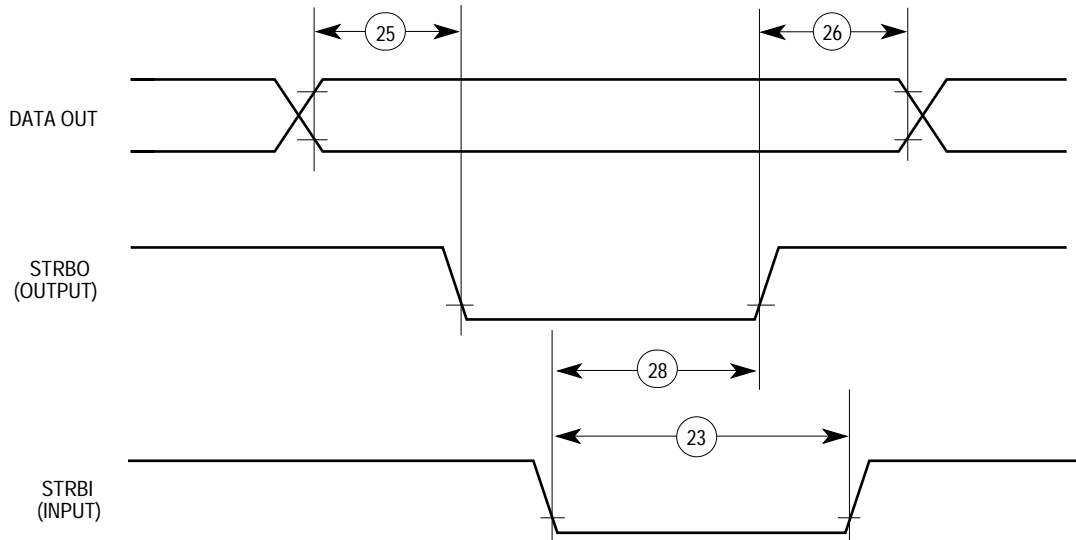 25
26
DATA OUT
STRBO
(OUTPUT)
28
23
STRBI
(INPUT)